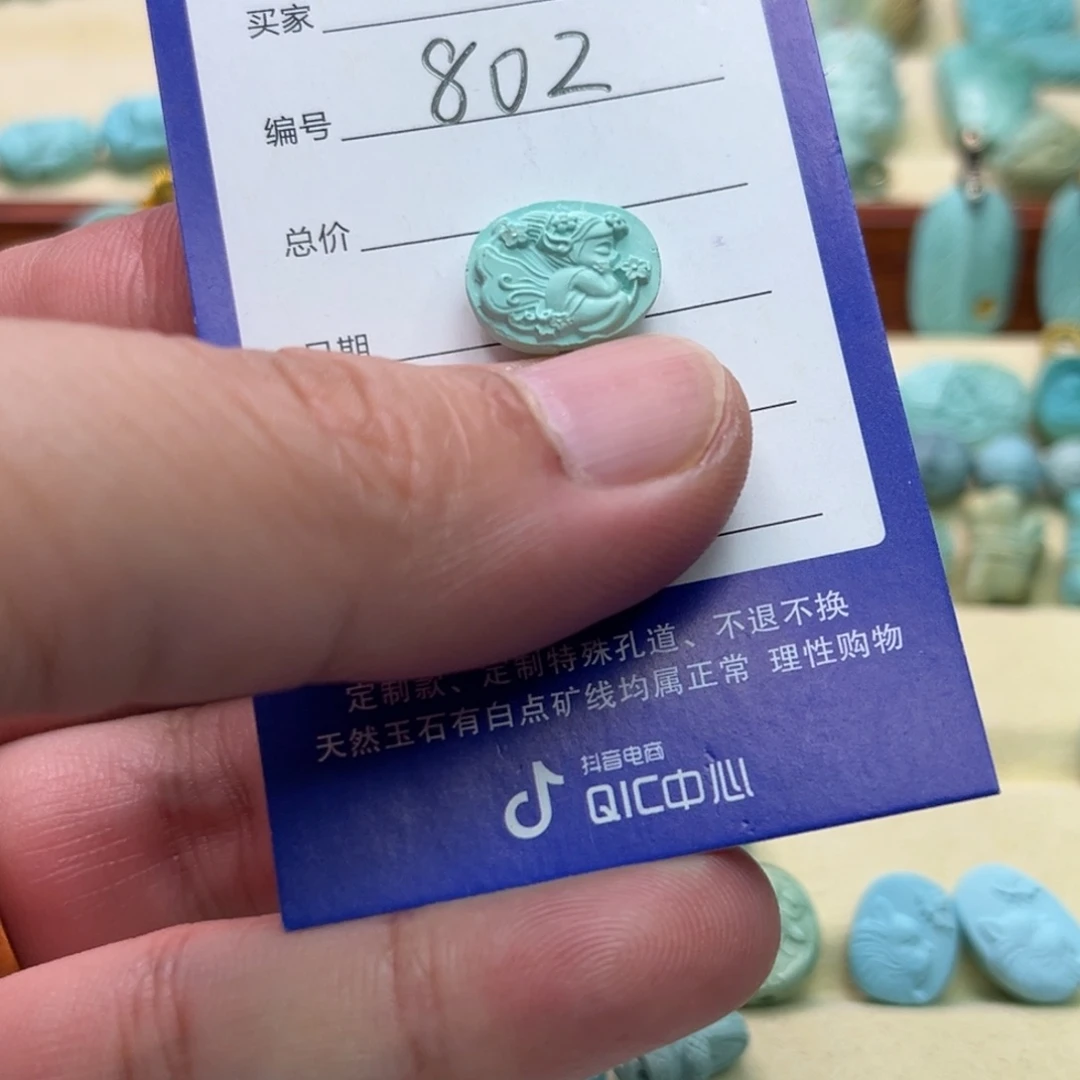 买家
802
编号
总价
日期
定制款、定制特殊孔道、不退不换
天然玉石有白点矿线均属正常 理性购物
抖音电商
QIC中心